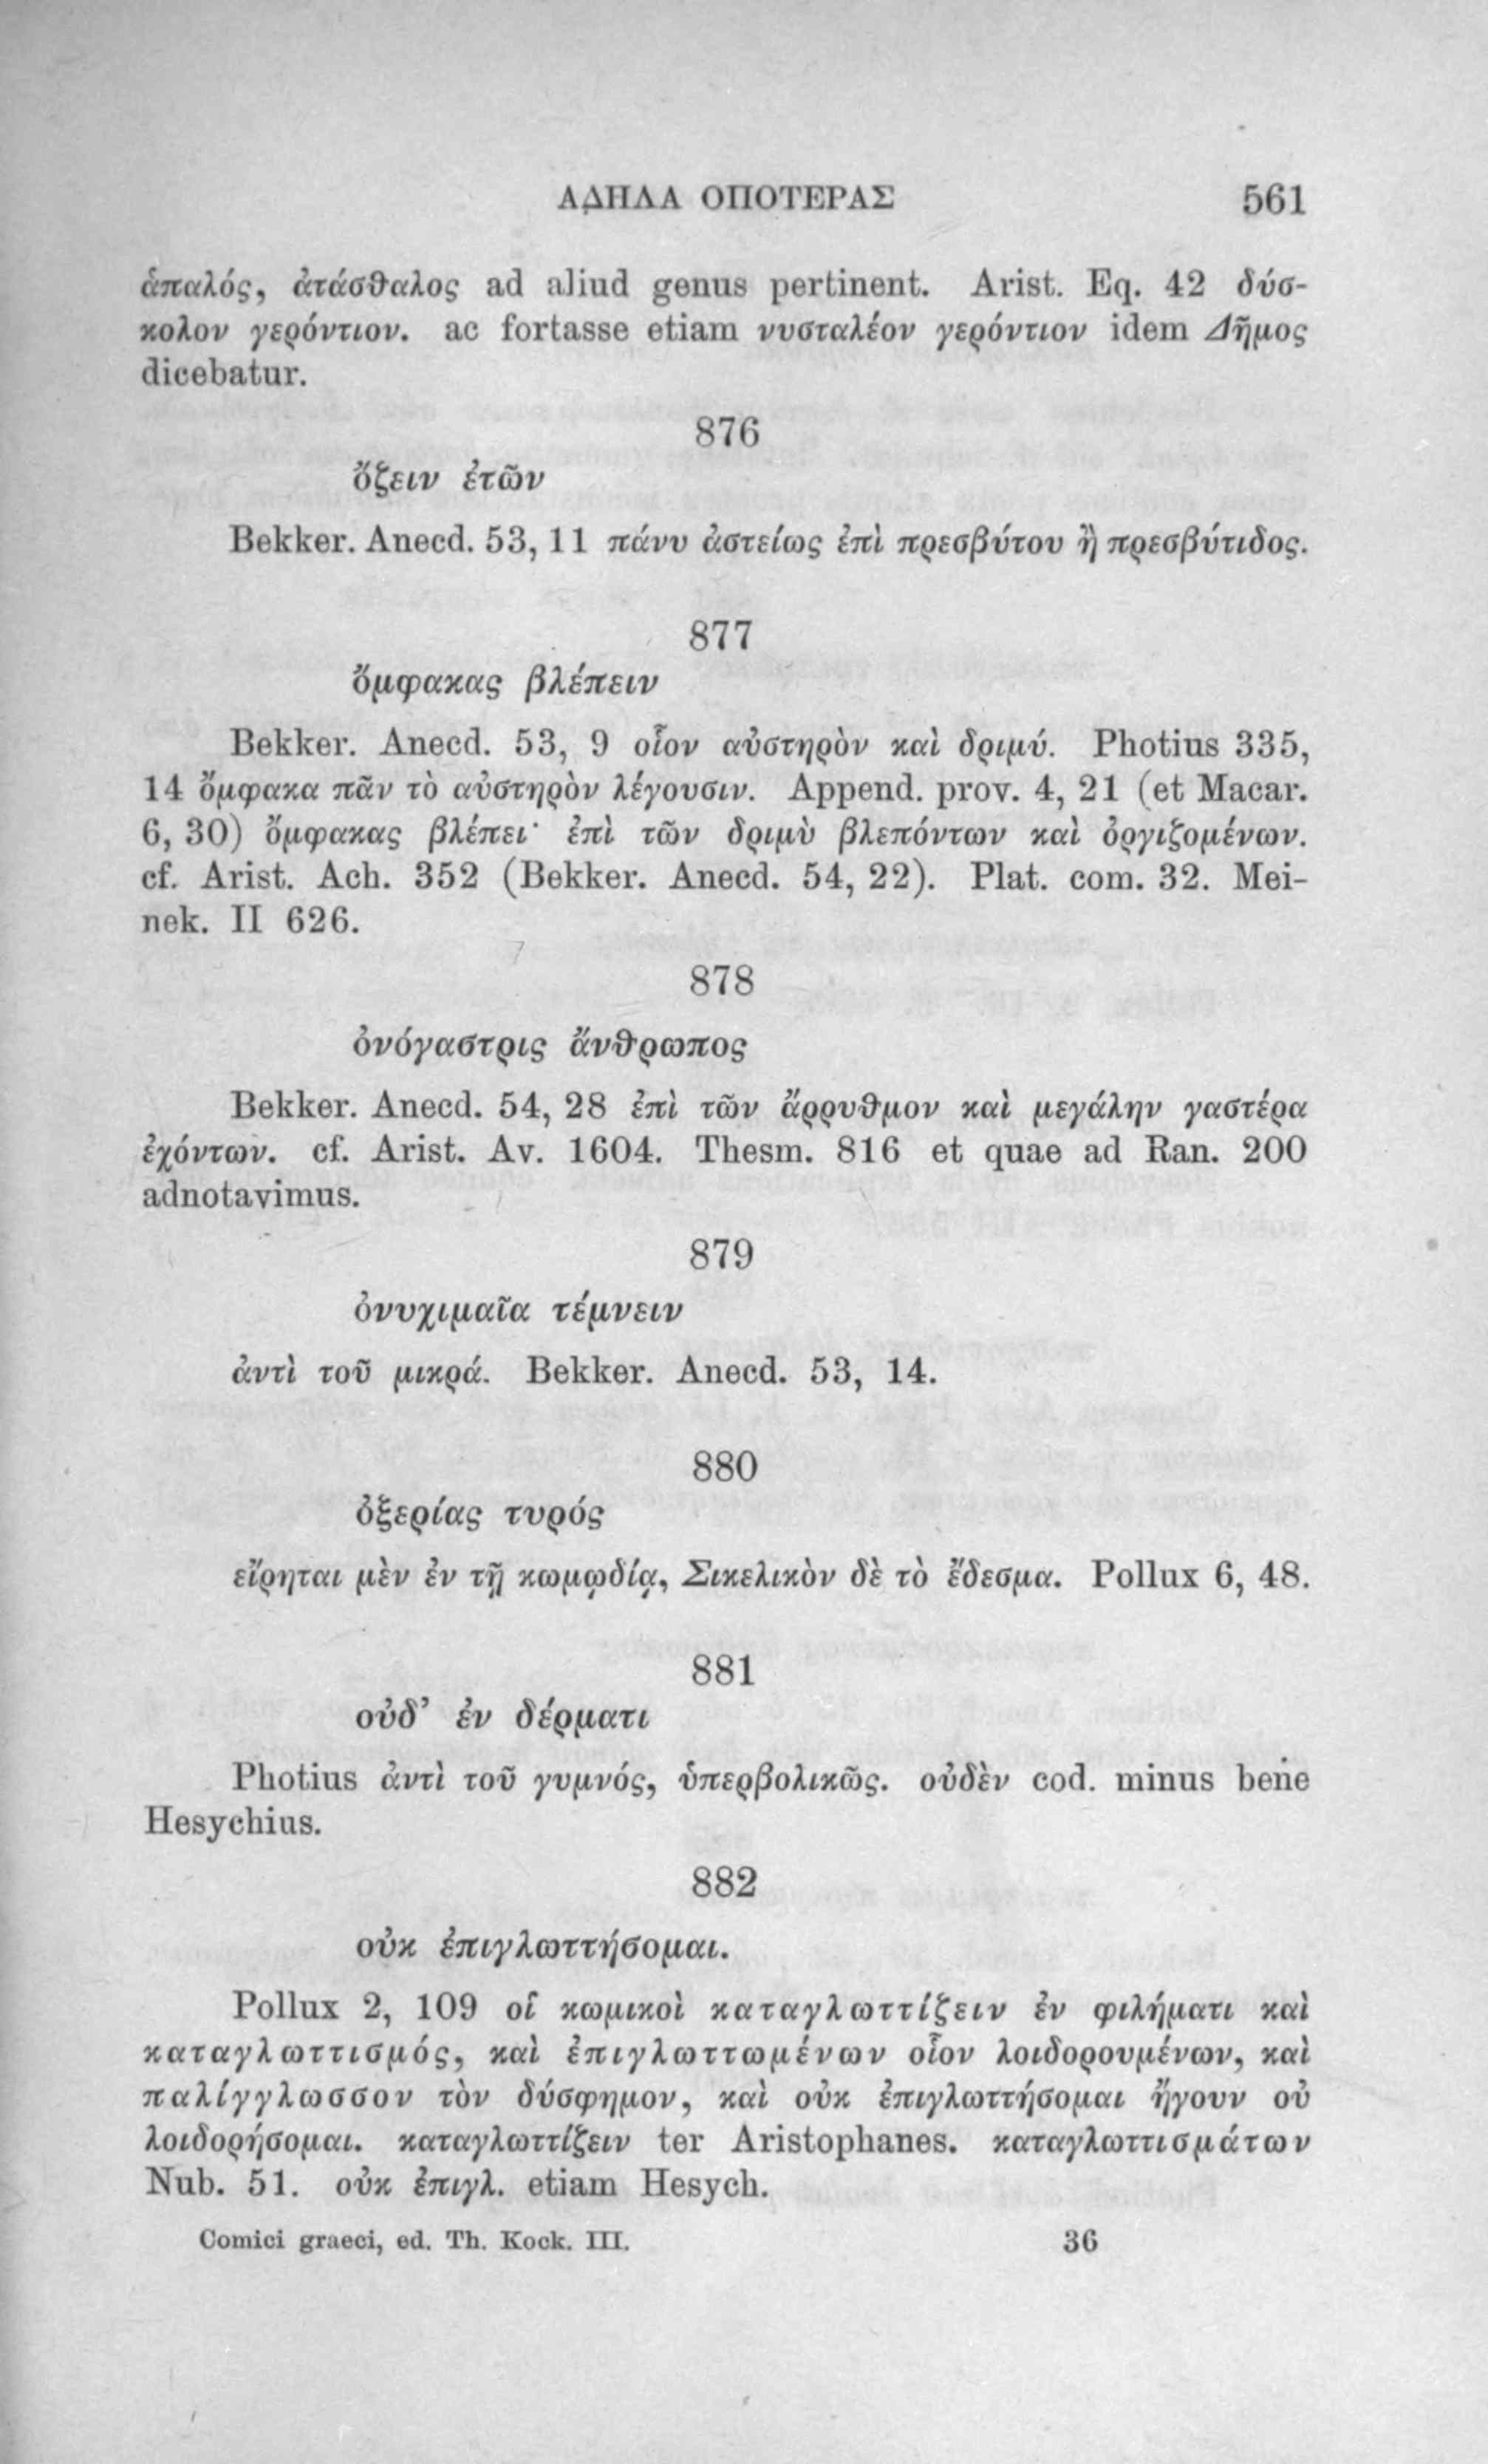 ΑΔΗΛΑ ΟΠΟΤΕΡΑΣ 561
ἁπαλός, ἀτάσθαλος ad aliud genus pertinent. Arist. Eq. 42 δύσ-
κολον γερόντιον. ac fortasse etiam νυσταλέον γερόντιον idem Δῆμος
dicebatur.
876
ὄζειν ἐτῶν
Bekker. Anecd. 53, 11 πάνυ ἀστείως ἐπὶ πρεσβύτου ἢ πρεσβύτιδος.
877
ὄμφακας βλέπειν
Bekker. Anecd. 53, 9 οἷον αὐστηρὸν καὶ δριμύ. Photius 335,
14 ὄμφακα πᾶν τὸ αὐστηρὸν λέγουσιν. Append. prov. 4, 21 (et Macar.
6, 30) ὄμφακας βλέπει· ἐπὶ τῶν δριμὺ βλεπόντων καὶ ὀργιζομένων.
cf. Arist. Ach. 352 (Bekker. Anecd. 54, 22). Plat. com. 32. Mei-
nek. II 626.
878
ὀνόγαστρις ἄνθρωπος
Bekker. Anecd. 54, 28 ἐπὶ τῶν ἄρρυθμον καὶ μεγάλην γαστέρα
ἐχόντων. cf. Arist. Av. 1604. Thesm. 816 et quae ad Ran. 200
adnotavimus.
879
ὀνυχιμαῖα τέμνειν
ἀντὶ τοῦ μικρά. Bekker. Anecd. 53, 14.
880
ὀξερίας τυρός
εἴρηται μὲν ἐν τῇ κωμῳδίᾳ, Σικελικὸν δὲ τὸ ἔδεσμα. Pollux 6, 48.
881
οὐδ’ ἐν δέρματι
Photius ἀντὶ τοῦ γυμνός, ὑπερβολικῶς. οὐδὲν cod. minus bene
Hesychius.
882
οὐκ ἐπιγλωττήσομαι.
Pollux 2, 109 οἱ κωμικοὶ καταγλωττίζειν ἐν φιλήματι καὶ
καταγλωττισμός, καὶ ἐπιγλωττωμένων οἷον λοιδορουμένων, καὶ
παλίγγλωσσον τὸν δύσφημον, καὶ οὐκ ἐπιγλωττήσομαι ἤγουν οὐ
λοιδορήσομαι. καταγλωττίζειν ter Aristophanes. καταγλωττισμάτων
Nub. 51. οὐκ ἐπιγλ. etiam Hesych.
Comici graeci, ed. Th. Kock. III. 36